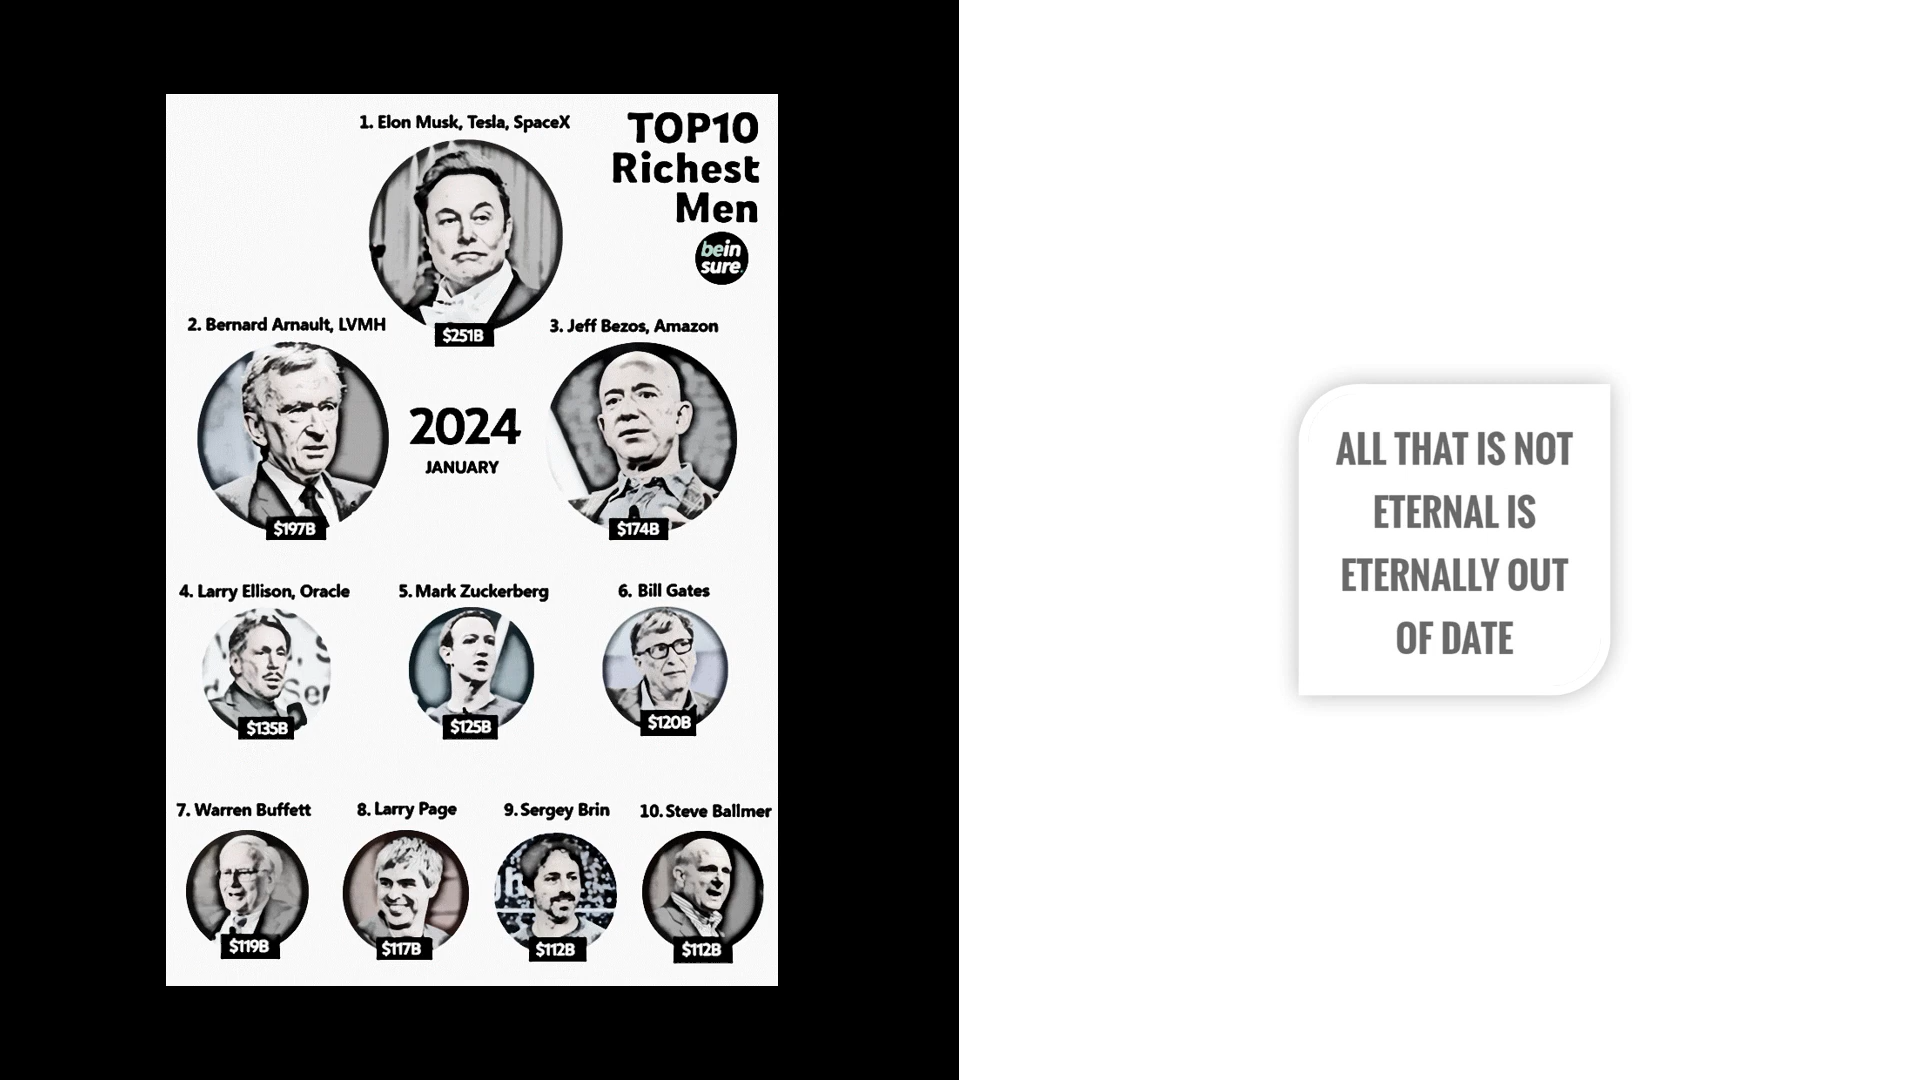 1. Elon Musk, Tesla, SpaceX
TOP10
Richest
Men
bein
sure.
$251B
2. Bernard Arnault, LVMH
3. Jeff Bezos, Amazon
2024
JANUARY
$197B
$174B
4. Larry Ellison, Oracle
5. Mark Zuckerberg
6. Bill Gates
$135B
$125B
$120B
7. Warren Buffett
8. Larry Page
9. Sergey Brin
10. Steve Ballmer
$119B
$117B
$112B
$112B
ALL THAT IS NOT
ETERNAL IS
ETERNALLY OUT
OF DATE